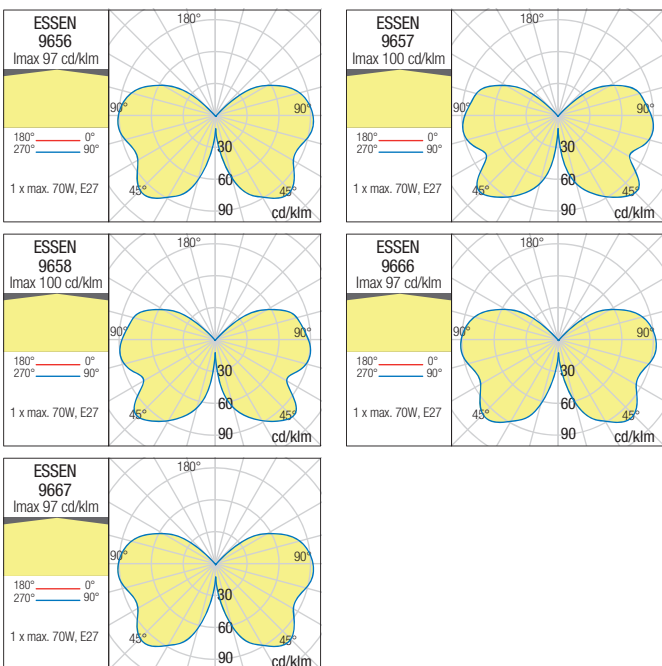 ESSEN
9656
Imax 97 cd/klm
180° 0°
270° 90°
1 x max. 70W, E27
180°
90° 90°
30
45° 60 45°
90 cd/klm
ESSEN
9657
Imax 100 cd/klm
180° 0°
270° 90°
1 x max. 70W, E27
180°
90° 90°
30
45° 60 45°
90 cd/klm
ESSEN
9658
Imax 100 cd/klm
180° 0°
270° 90°
1 x max. 70W, E27
180°
90° 90°
30
45° 60 45°
90 cd/klm
ESSEN
9666
Imax 97 cd/klm
180° 0°
270° 90°
1 x max. 70W, E27
180°
90° 90°
30
45° 60 45°
90 cd/klm
ESSEN
9667
Imax 97 cd/klm
180° 0°
270° 90°
1 x max. 70W, E27
180°
90° 90°
30
45° 60 45°
90 cd/klm